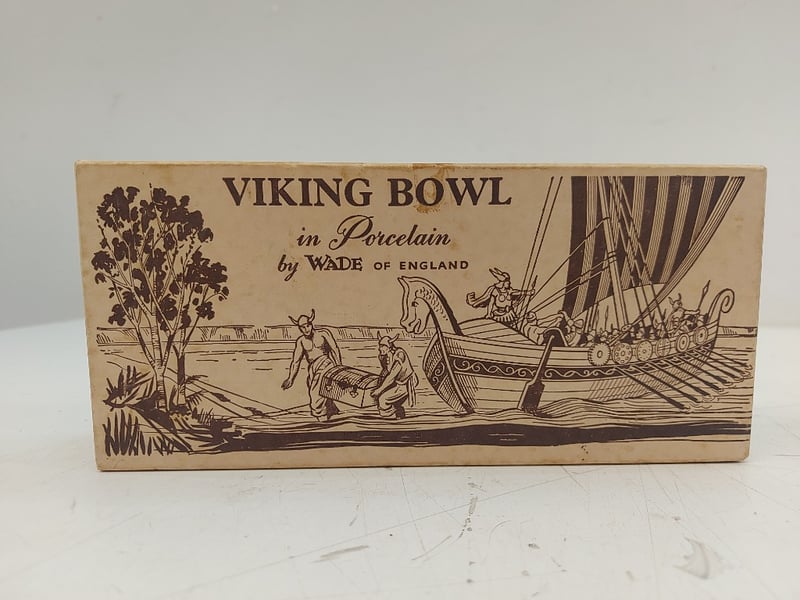 VIKING BOWL
in Porcelain
by WADE OF ENGLAND